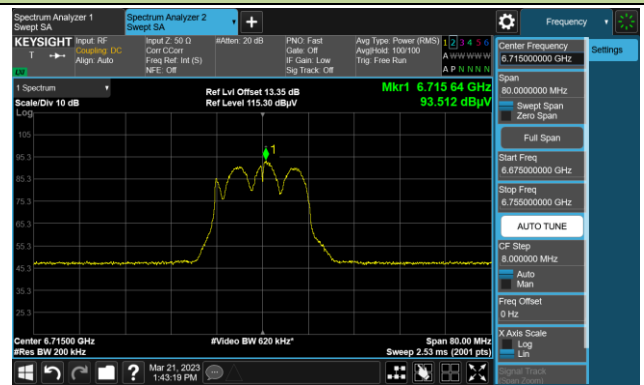 Spectrum Analyzer 1
Swept SA
Spectrum Analyzer 2
Swept SA
Frequency
KEYSIGHT
T
LW
Input: RF
Coupling: DC
Align: Auto
Input Z: 50 Ω
Corr CCorr
Freq Ref: Int (S)
NFE: Off
#Atten: 20 dB
PNO: Fast
Gate: Off
IF Gain: Low
Sig Track: Off
Avg Type: Power (RMS)
Avg|Hold: 100/100
Trig: Free Run
1 2 3 4 5 6
A W W W W W
A P N N N N
Center Frequency
6.715000000 GHz
Settings
1 Spectrum
Scale/Div 10 dB
Log
Ref Lvl Offset 13.35 dB
Ref Level 115.30 dBµV
Mkr1 6.715 64 GHz
93.512 dBµV
Span
80.0000000 MHz
Swept Span
Zero Span
Full Span
Start Freq
6.675000000 GHz
Stop Freq
6.755000000 GHz
AUTO TUNE
CF Step
8.000000 MHz
Auto
Man
Freq Offset
0 Hz
X Axis Scale
Log
Lin
Signal Track
(Span Zoom)
105
95.3
85.3
75.3
65.3
55.3
45.3
35.3
25.3
1
Center 6.71500 GHz
#Res BW 200 kHz
#Video BW 620 kHz*
Span 80.00 MHz
Sweep 2.53 ms (2001 pts)
?
Mar 21, 2023
1:43:19 PM